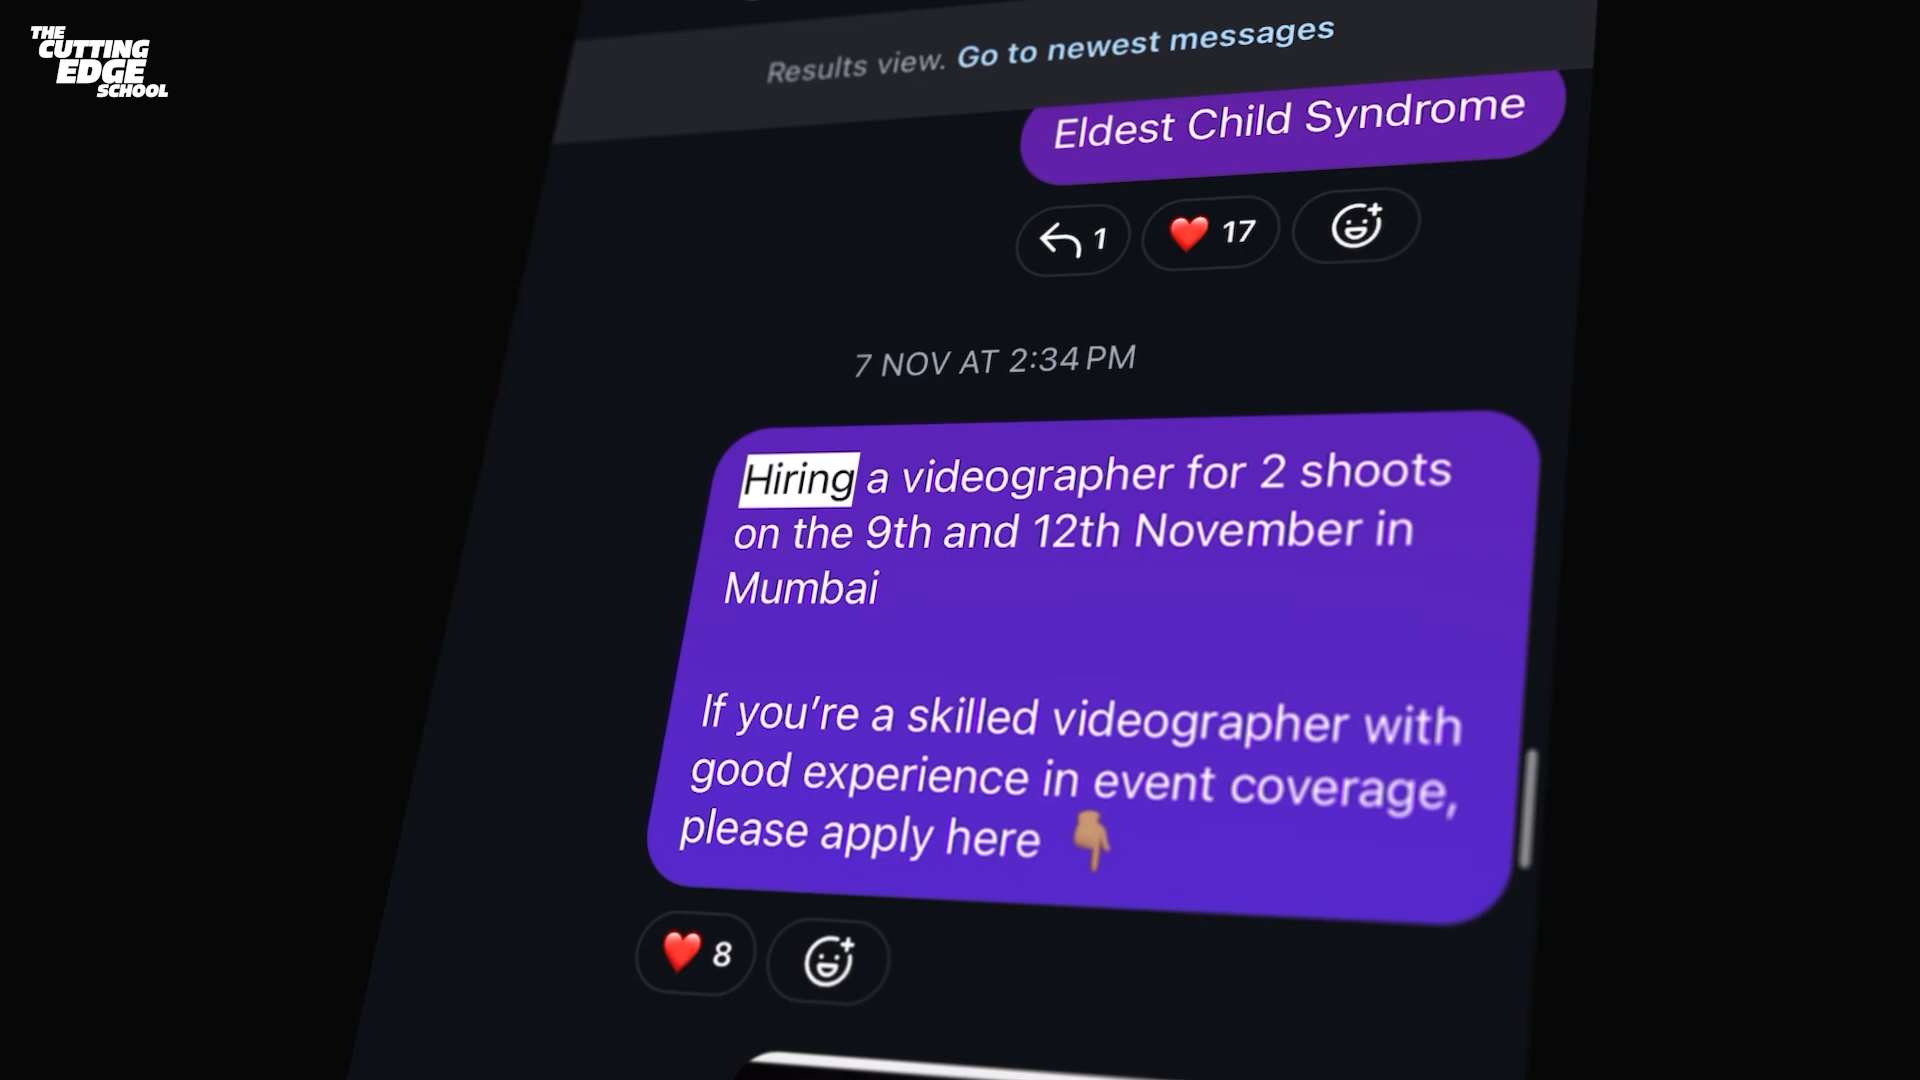 THE
CUTTING
EDGE
SCHOOL
Results view. Go to newest messages
Eldest Child Syndrome
1
17
7 NOV AT 2:34 PM
Hiring a videographer for 2 shoots
on the 9th and 12th November in
Mumbai
If you’re a skilled videographer with
good experience in event coverage,
please apply here 👇🏽
8